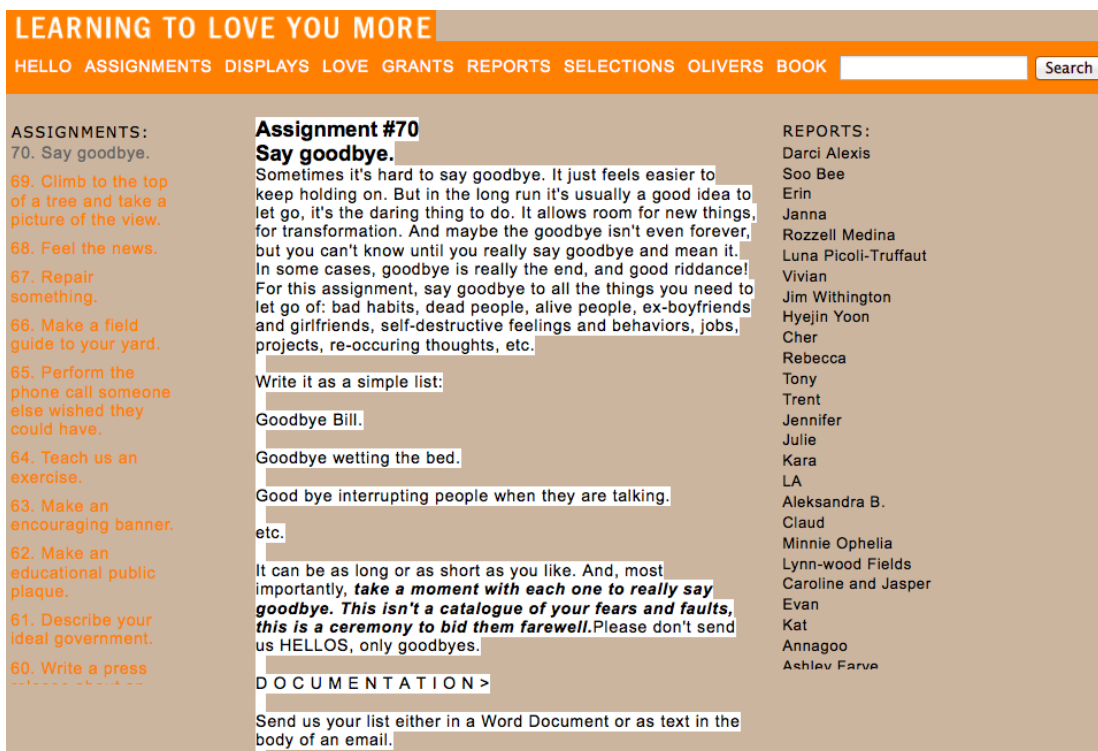 LEARNING TO LOVE YOU MORE
HELLO ASSIGNMENTS DISPLAYS LOVE GRANTS REPORTS SELECTIONS OLIVERS BOOK Search
ASSIGNMENTS:
70. Say goodbye.
69. Climb to the top
of a tree and take a
picture of the view.
68. Feel the news.
67. Repair
something.
66. Make a field
guide to your yard.
65. Perform the
phone call someone
else wished they
could have.
64. Teach us an
exercise.
63. Make an
encouraging banner.
62. Make an
educational public
plaque.
61. Describe your
ideal government.
60. Write a press
Assignment #70
Say goodbye.
Sometimes it's hard to say goodbye. It just feels easier to
keep holding on. But in the long run it's usually a good idea to
let go, it's the daring thing to do. It allows room for new things,
for transformation. And maybe the goodbye isn't even forever,
but you can't know until you really say goodbye and mean it.
In some cases, goodbye is really the end, and good riddance!
For this assignment, say goodbye to all the things you need to
let go of: bad habits, dead people, alive people, ex-boyfriends
and girlfriends, self-destructive feelings and behaviors, jobs,
projects, re-occuring thoughts, etc.
Write it as a simple list:
Goodbye Bill.
Goodbye wetting the bed.
Good bye interrupting people when they are talking.
etc.
It can be as long or as short as you like. And, most
importantly, take a moment with each one to really say
goodbye. This isn't a catalogue of your fears and faults,
this is a ceremony to bid them farewell.Please don't send
us HELLOS, only goodbyes.
D O C U M E N T A T I O N >
Send us your list either in a Word Document or as text in the
body of an email.
REPORTS:
Darci Alexis
Soo Bee
Erin
Janna
Rozzell Medina
Luna Picoli-Truffaut
Vivian
Jim Withington
Hyejin Yoon
Cher
Rebecca
Tony
Trent
Jennifer
Julie
Kara
LA
Aleksandra B.
Claud
Minnie Ophelia
Lynn-wood Fields
Caroline and Jasper
Evan
Kat
Annagoo
Ashley Farve